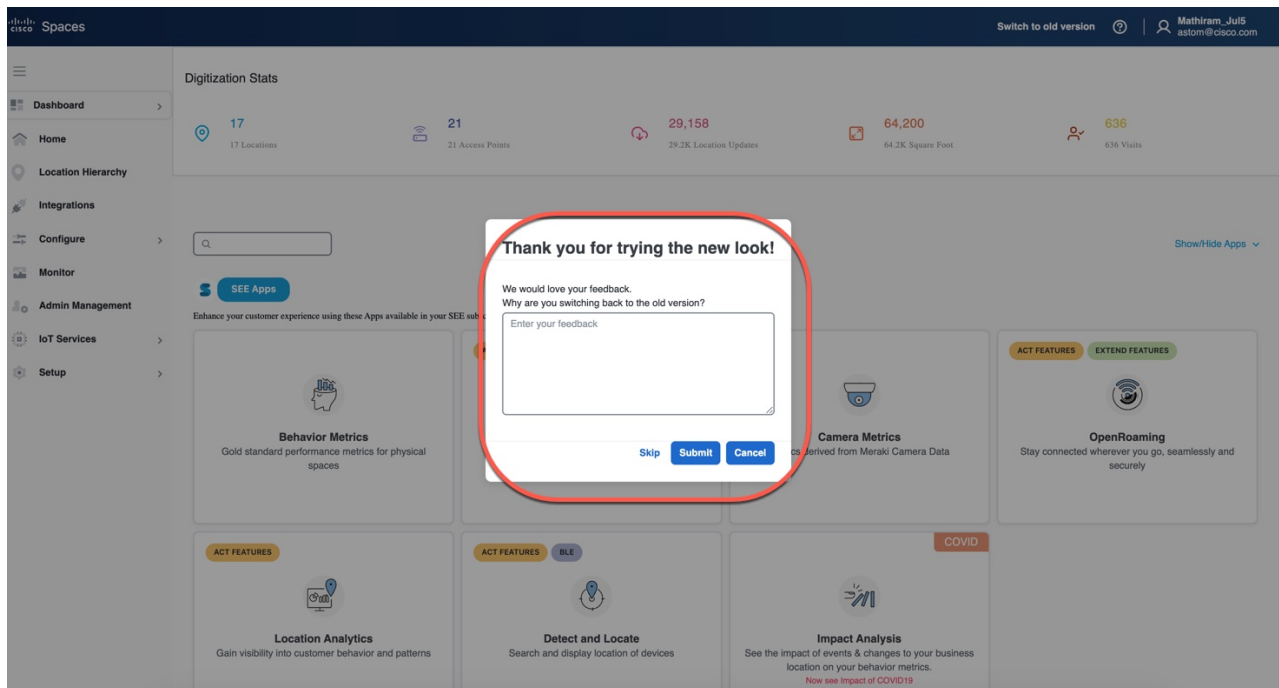 cisco Spaces
Switch to old version
Mathiram_Jul5
astom@cisco.com
Dashboard
Home
Location Hierarchy
Integrations
Configure
Monitor
Admin Management
IoT Services
Setup
Digitization Stats
17
17 Locations
21
21 Access Points
29,158
29.2K Location Updates
64,200
64.2K Square Foot
636
636 Visits
Show/Hide Apps
SEE Apps
Enhance your customer experience using these Apps available in your SEE
Thank you for trying the new look!
We would love your feedback.
Why are you switching back to the old version?
Enter your feedback
Skip
Submit
Cancel
Behavior Metrics
Gold standard performance metrics for physical
spaces
Camera Metrics
derived from Meraki Camera Data
ACT FEATURES
EXTEND FEATURES
OpenRoaming
Stay connected wherever you go, seamlessly and
securely
ACT FEATURES
Location Analytics
Gain visibility into customer behavior and patterns
ACT FEATURES
BLE
Detect and Locate
Search and display location of devices
COVID
Impact Analysis
See the impact of events & changes to your business
location on your behavior metrics.
Now see Impact of COVID19